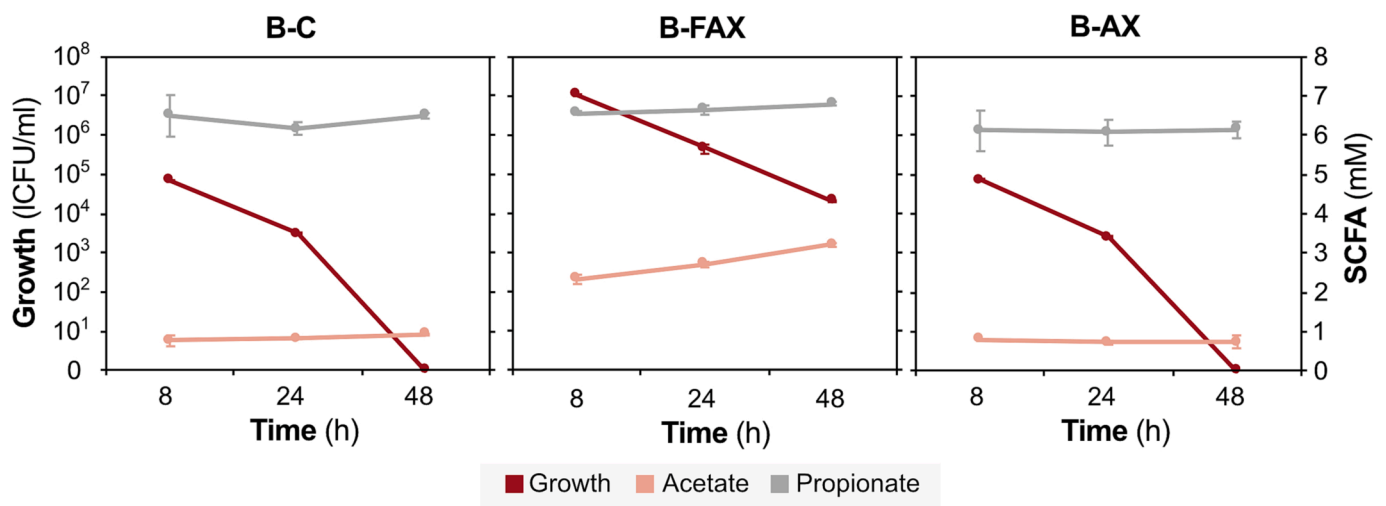 B-C B-FAX B-AX
10⁸ 8
10⁷ 7
10⁶ 6
10⁵ 5
10⁴ 4
10³ 3
10² 2
10¹ 1
0 0
Growth (ICFU/ml)
SCFA (mM)
8 24 48 8 24 48 8 24 48
Time (h) Time (h) Time (h)
Growth Acetate Propionate